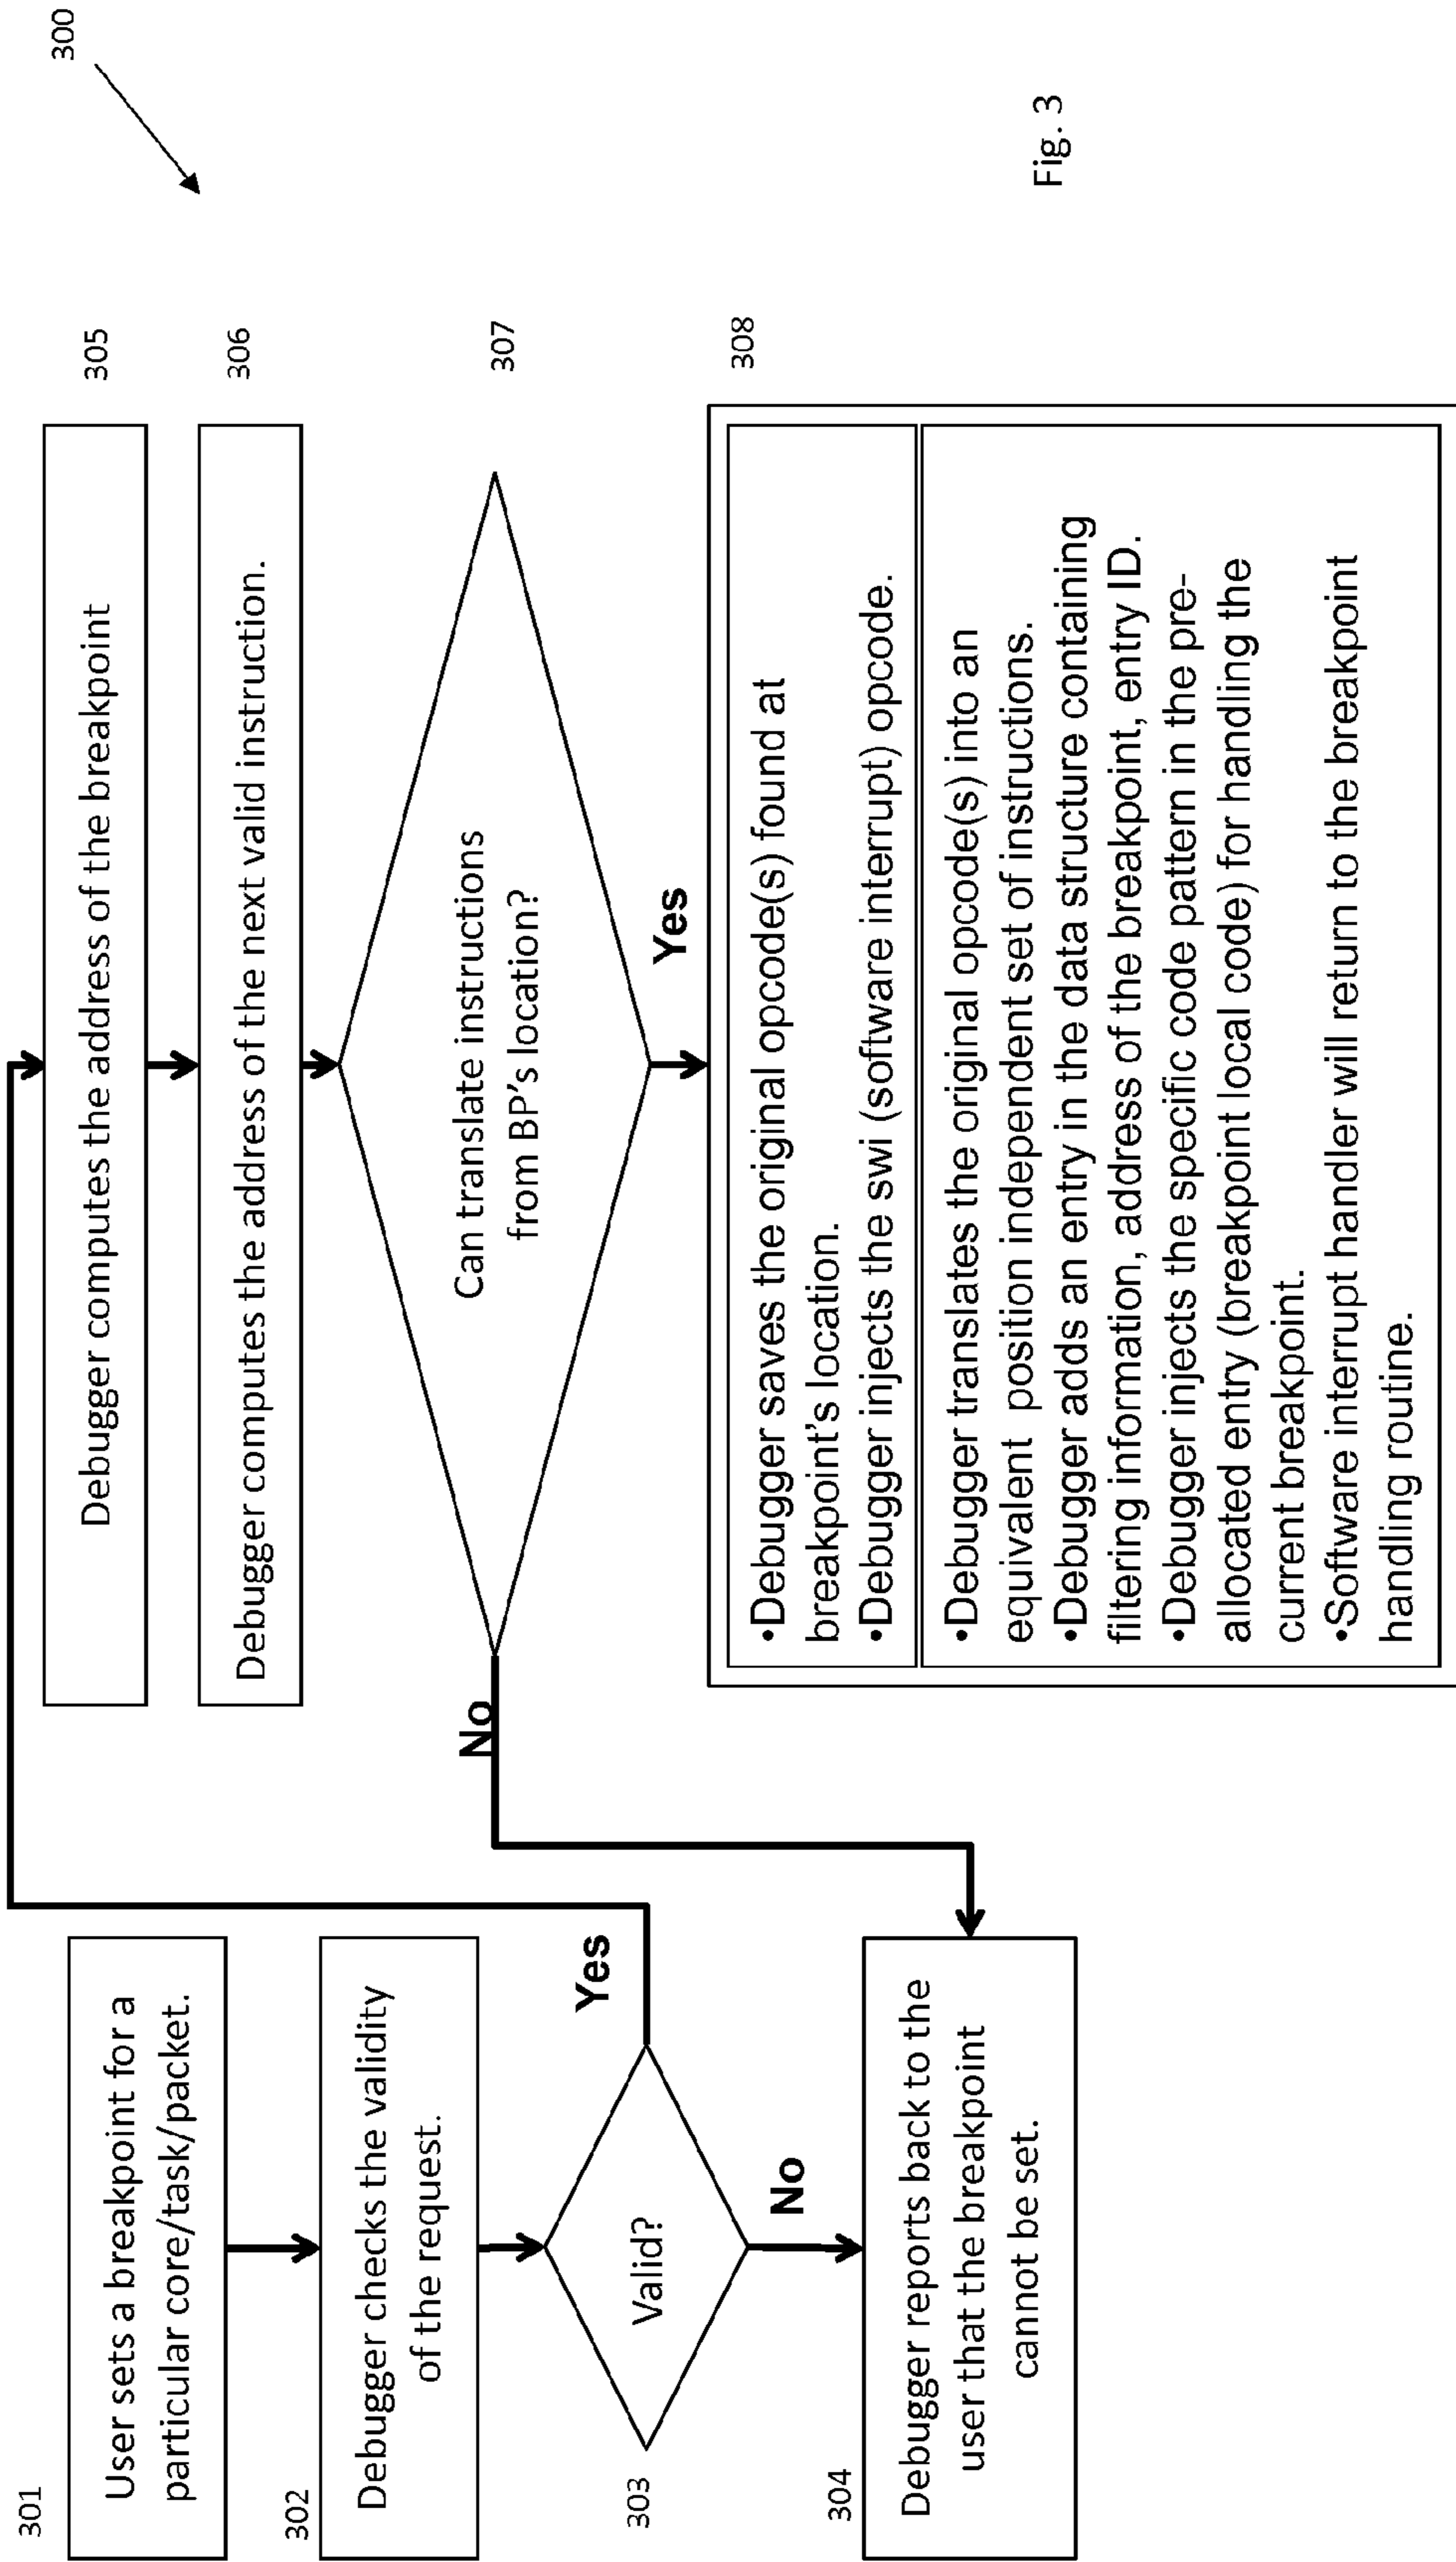 300
301
User sets a breakpoint for a
particular core/task/packet.
302
Debugger checks the validity
of the request.
303
Valid?
Yes
No
304
Debugger reports back to the
user that the breakpoint
cannot be set.
305
Debugger computes the address of the breakpoint
306
Debugger computes the address of the next valid instruction.
307
Can translate instructions
from BP's location?
No
Yes
308
•Debugger saves the original opcode(s) found at
breakpoint's location.
•Debugger injects the swi (software interrupt) opcode.
•Debugger translates the original opcode(s) into an
equivalent position independent set of instructions.
•Debugger adds an entry in the data structure containing
filtering information, address of the breakpoint, entry ID.
•Debugger injects the specific code pattern in the pre-
allocated entry (breakpoint local code) for handling the
current breakpoint.
•Software interrupt handler will return to the breakpoint
handling routine.
Fig. 3